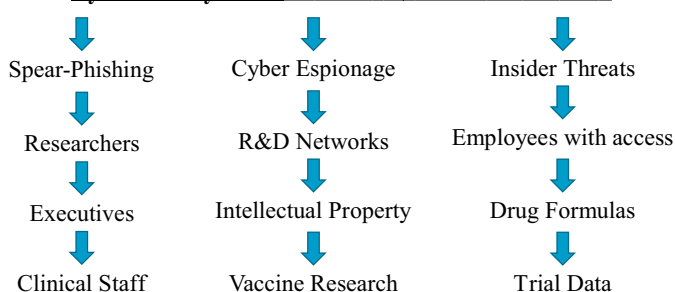 Spear-Phishing Cyber Espionage Insider Threats
Researchers R&D Networks Employees with access
Executives Intellectual Property Drug Formulas
Clinical Staff Vaccine Research Trial Data